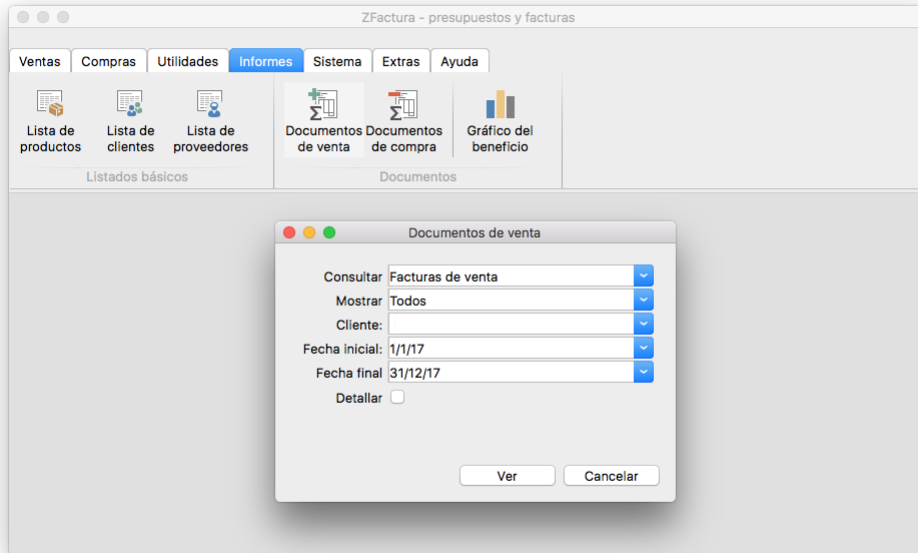 ZFactura - presupuestos y facturas
Ventas Compras Utilidades Informes Sistema Extras Ayuda
Lista de productos
Lista de clientes
Lista de proveedores
Documentos de venta
Documentos de compra
Gráfico del beneficio
Listados básicos
Documentos
Documentos de venta
Consultar Facturas de venta
Mostrar Todos
Cliente:
Fecha inicial: 1/1/17
Fecha final 31/12/17
Detallar
Ver Cancelar